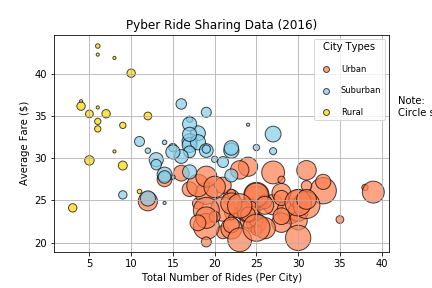 Pyber Ride Sharing Data (2016)
Average Fare ($)
40
35
30
25
20
5
10
15
20
25
30
35
40
Total Number of Rides (Per City)
City Types
Urban
Suburban
Rural
Note:
Circle s